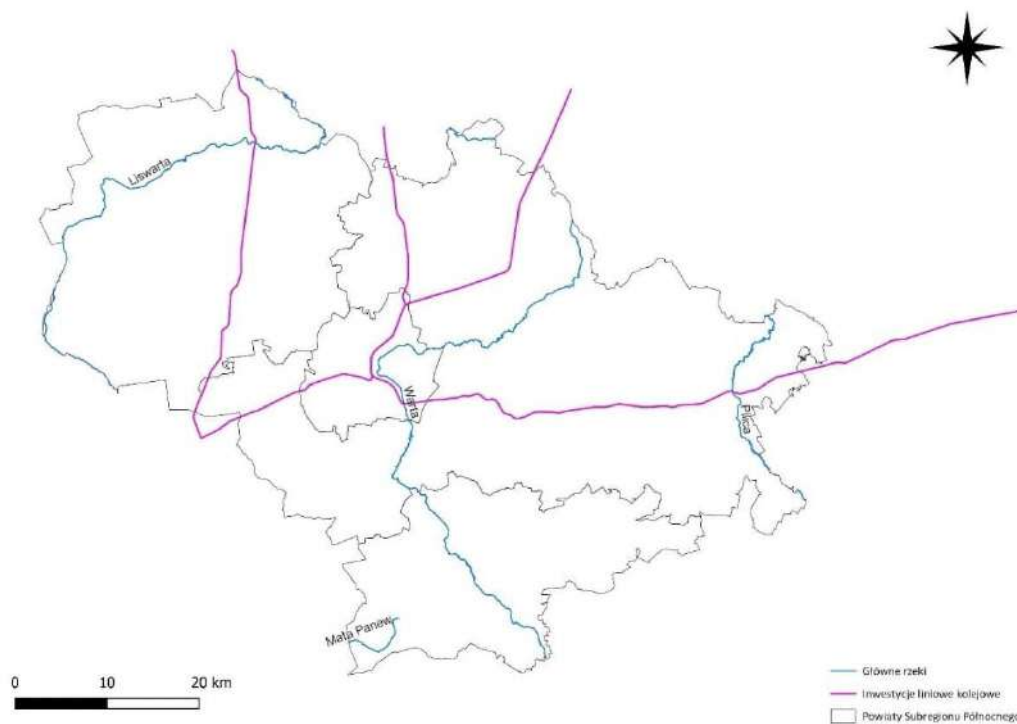 Liswarta
Warta
Pilica
Mała Panew
0 10 20 km
Główne rzeki
Inwestycje liniowe kolejowe
Powiaty Subregionu Północnego